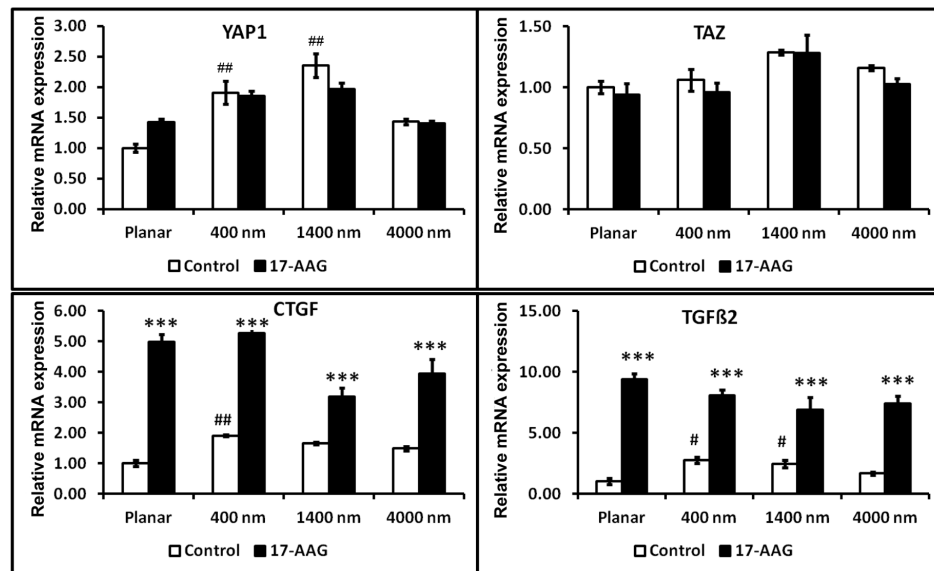 YAP1
Relative mRNA expression
3.00
2.50
2.00
1.50
1.00
0.50
0.00
##
##
Planar 400 nm 1400 nm 4000 nm
Control 17-AAG
TAZ
Relative mRNA expression
1.50
1.00
0.50
0.00
Planar 400 nm 1400 nm 4000 nm
Control 17-AAG
CTGF
Relative mRNA expression
6.00
5.00
4.00
3.00
2.00
1.00
0.00
*** ***
***
***
##
Planar 400 nm 1400 nm 4000 nm
Control 17-AAG
TGFß2
Relative mRNA expression
15.00
10.00
5.00
0.00
***
*** *** ***
# #
Planar 400 nm 1400 nm 4000 nm
Control 17-AAG